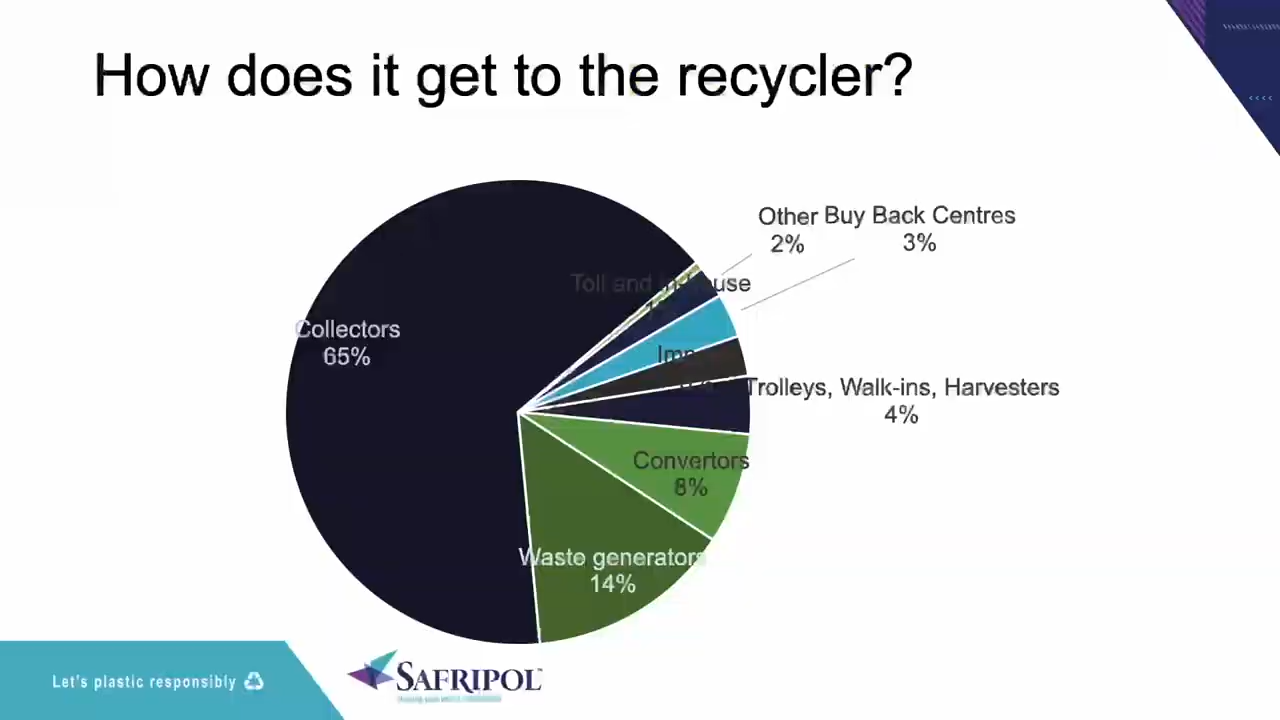 How does it get to the recycler?
Other
2%
Buy Back Centres
3%
Toll and
Collectors
65%
Trolleys, Walk-ins, Harvesters
4%
Convertors
8%
Waste generators
14%
Let's plastic responsibly
SAFRIPOL